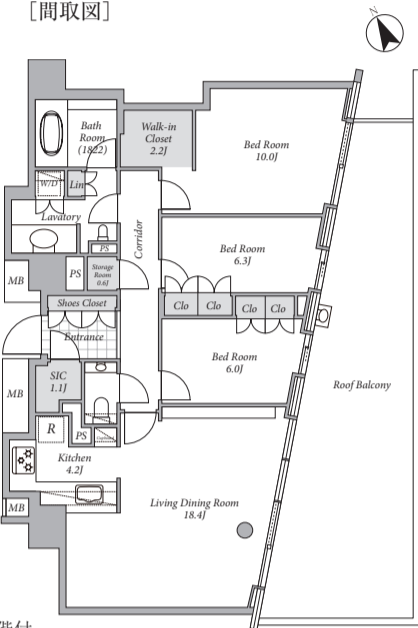 ［間取図］
N
Bath
Room
(1822)
Walk-in
Closet
2.2J
Bed Room
10.0J
W/D
Lin
Lavatory
Corridor
PS
Bed Room
6.3J
MB
PS
Storage
Room
0.6J
Shoes Closet
Clo
Clo
Clo
Clo
Entrance
SIC
1.1J
Bed Room
6.0J
Roof Balcony
MB
R
PS
Kitchen
4.2J
MB
Living Dining Room
18.4J